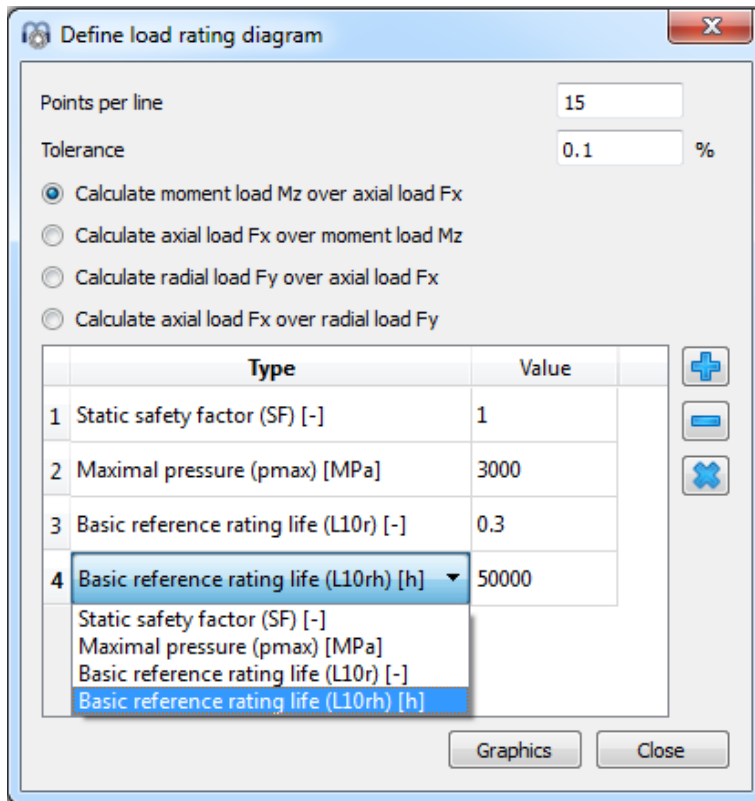 Define load rating diagram
Points per line 15
Tolerance 0.1 %
Calculate moment load Mz over axial load Fx
Calculate axial load Fx over moment load Mz
Calculate radial load Fy over axial load Fx
Calculate axial load Fx over radial load Fy
Type Value
1 Static safety factor (SF) [-] 1
2 Maximal pressure (pmax) [MPa] 3000
3 Basic reference rating life (L10r) [-] 0.3
4 Basic reference rating life (L10rh) [h] 50000
Static safety factor (SF) [-]
Maximal pressure (pmax) [MPa]
Basic reference rating life (L10r) [-]
Basic reference rating life (L10rh) [h]
Graphics Close